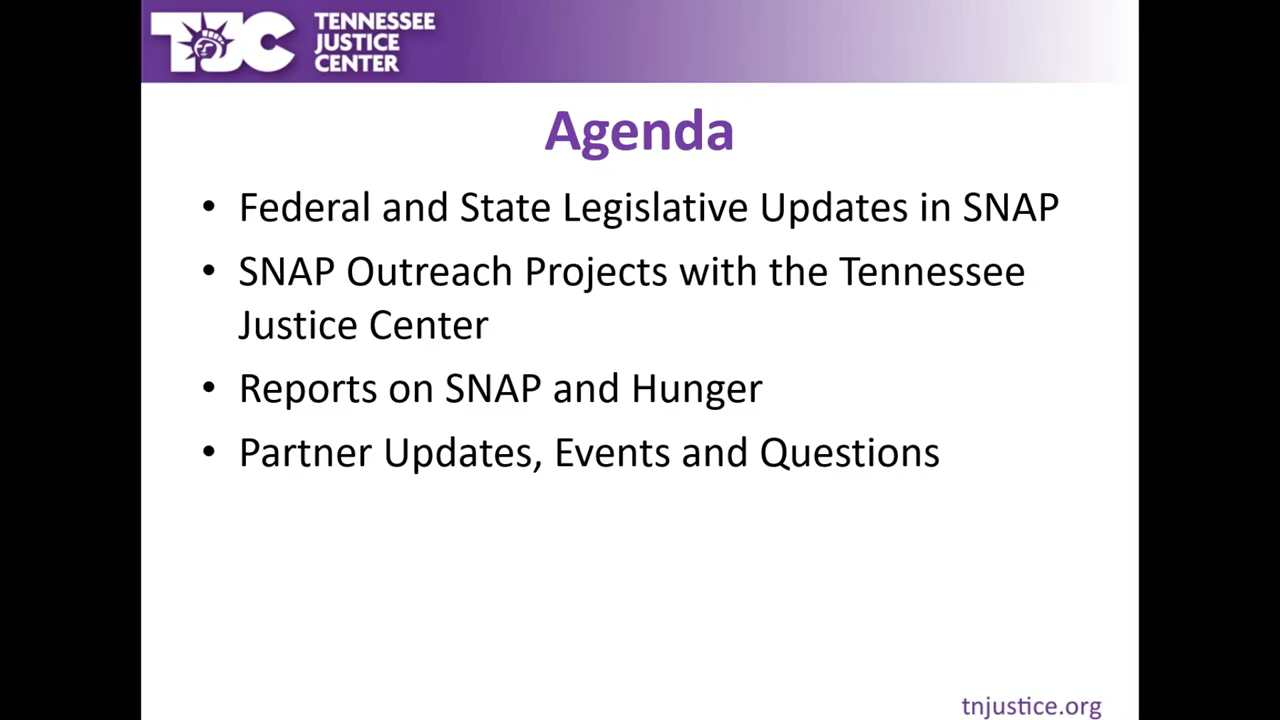 TJC
TENNESSEE
JUSTICE
CENTER
Agenda
• Federal and State Legislative Updates in SNAP
• SNAP Outreach Projects with the Tennessee
Justice Center
• Reports on SNAP and Hunger
• Partner Updates, Events and Questions
tnjustice.org